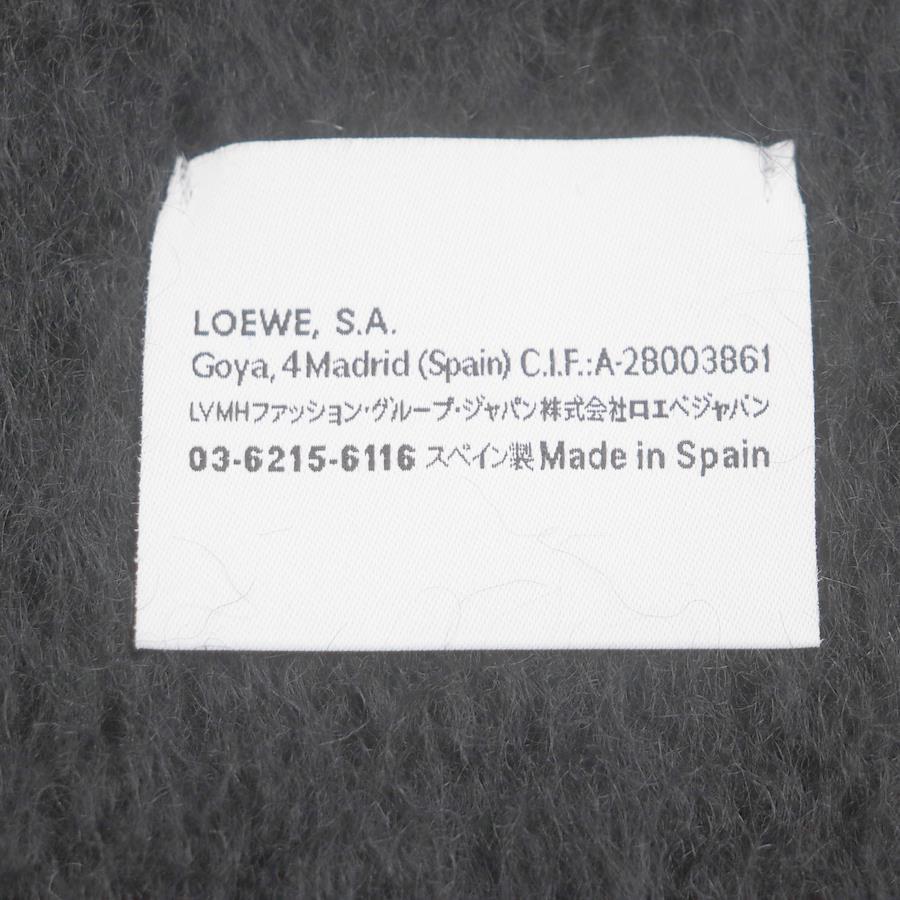 LOEWE, S.A.
Goya, 4 Madrid (Spain) C.I.F.:A-28003861
LVMHファッション・グループ・ジャパン株式会社ロエベジャパン
03-6215-6116 スペイン製 Made in Spain